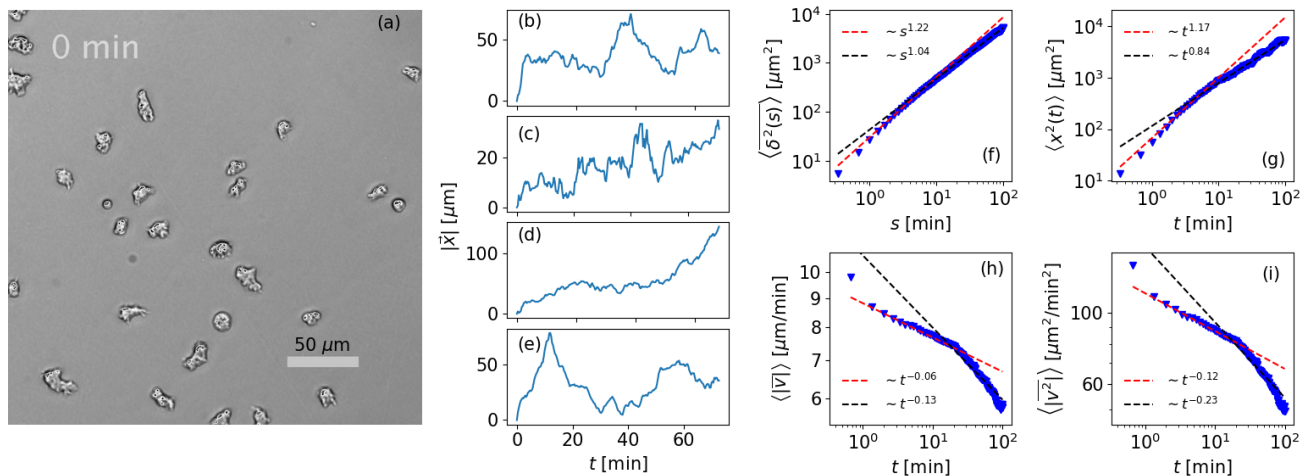 (a)
0 min
50 μm
(b)
50
0
(c)
20
0
(d)
100
0
(e)
50
0
0 20 40 60
t [min]
|x⃗| [μm]
10⁴
10³
10²
10¹
⟨δ²(s)⟩ [μm²]
~ s^1.22
~ s^1.04
(f)
10⁰ 10¹ 10²
s [min]
10⁴
10³
10²
10¹
⟨x²(t)⟩ [μm²]
~ t^1.17
~ t^0.84
(g)
10⁰ 10¹ 10²
t [min]
10
9
8
7
6
⟨|v|⟩ [μm/min]
(h)
~ t^−0.06
~ t^−0.13
10⁰ 10¹ 10²
t [min]
100
60
⟨|v²|⟩ [μm²/min²]
(i)
~ t^−0.12
~ t^−0.23
10⁰ 10¹ 10²
t [min]